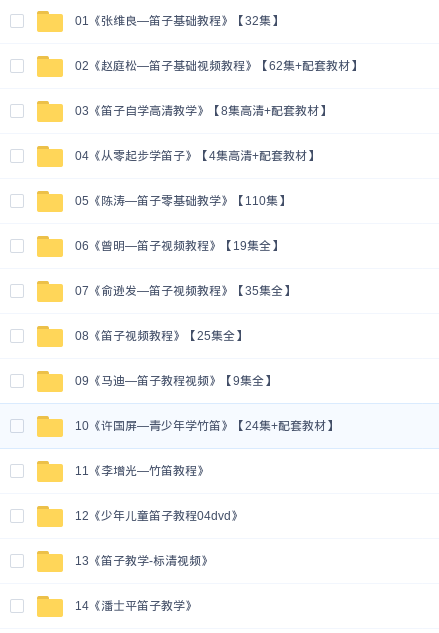 01《张维良—笛子基础教程》【32集】
02《赵庭松—笛子基础视频教程》【62集+配套教材】
03《笛子自学高清教学》【8集高清+配套教材】
04《从零起步学笛子》【4集高清+配套教材】
05《陈涛—笛子零基础教学》【110集】
06《曾明—笛子视频教程》【19集全】
07《俞逊发—笛子视频教程》【35集全】
08《笛子视频教程》【25集全】
09《马迪—笛子教程视频》【9集全】
10《许国屏—青少年学竹笛》【24集+配套教材】
11《李增光—竹笛教程》
12《少年儿童笛子教程04dvd》
13《笛子教学-标清视频》
14《潘士平笛子教学》